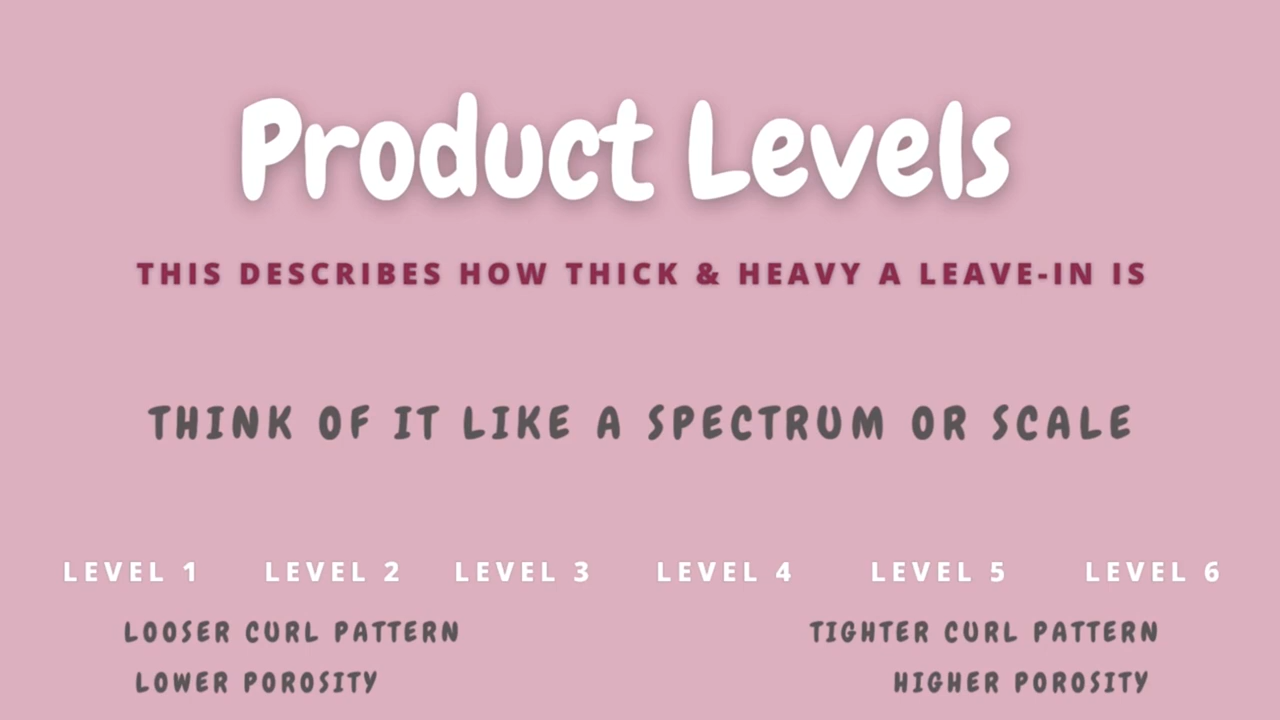 Product Levels
THIS DESCRIBES HOW THICK & HEAVY A LEAVE-IN IS
THINK OF IT LIKE A SPECTRUM OR SCALE
LEVEL 1 LEVEL 2 LEVEL 3 LEVEL 4 LEVEL 5 LEVEL 6
LOOSER CURL PATTERN TIGHTER CURL PATTERN
LOWER POROSITY HIGHER POROSITY